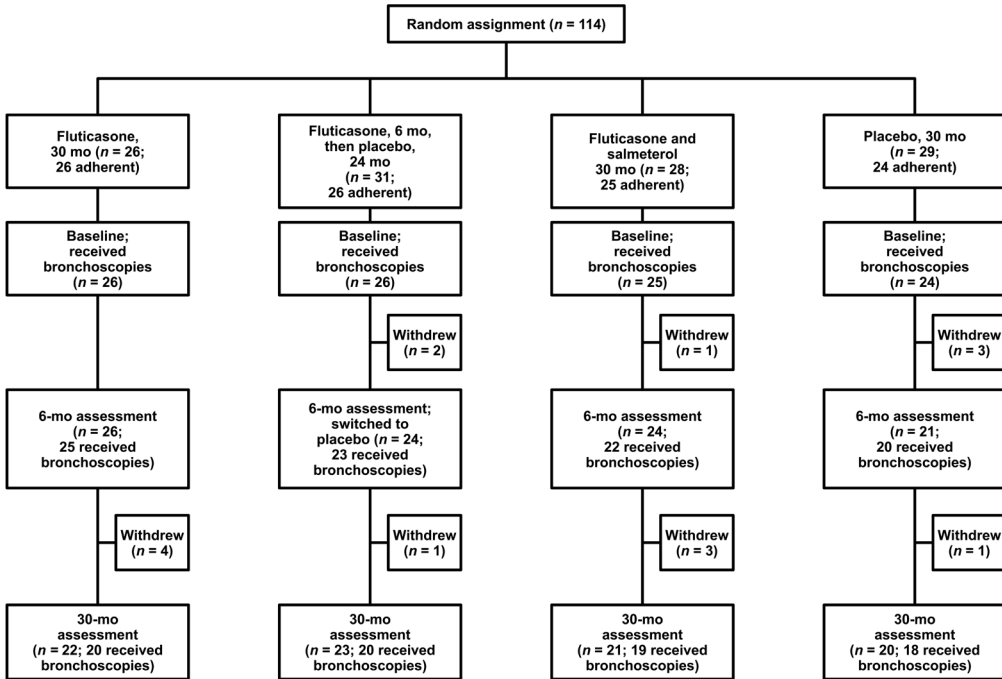 Random assignment (n = 114)
Fluticasone,
30 mo (n = 26;
26 adherent)
Fluticasone, 6 mo,
then placebo,
24 mo
(n = 31;
26 adherent)
Fluticasone and
salmeterol
30 mo (n = 28;
25 adherent)
Placebo, 30 mo
(n = 29;
24 adherent)
Baseline;
received
bronchoscopies
(n = 26)
Baseline;
received
bronchoscopies
(n = 26)
Baseline;
received
bronchoscopies
(n = 25)
Baseline;
received
bronchoscopies
(n = 24)
Withdrew
(n = 2)
Withdrew
(n = 1)
Withdrew
(n = 3)
6-mo assessment
(n = 26;
25 received
bronchoscopies)
6-mo assessment;
switched to
placebo (n = 24;
23 received
bronchoscopies)
6-mo assessment
(n = 24;
22 received
bronchoscopies)
6-mo assessment
(n = 21;
20 received
bronchoscopies)
Withdrew
(n = 4)
Withdrew
(n = 1)
Withdrew
(n = 3)
Withdrew
(n = 1)
30-mo
assessment
(n = 22; 20 received
bronchoscopies)
30-mo
assessment
(n = 23; 20 received
bronchoscopies)
30-mo
assessment
(n = 21; 19 received
bronchoscopies)
30-mo
assessment
(n = 20; 18 received
bronchoscopies)